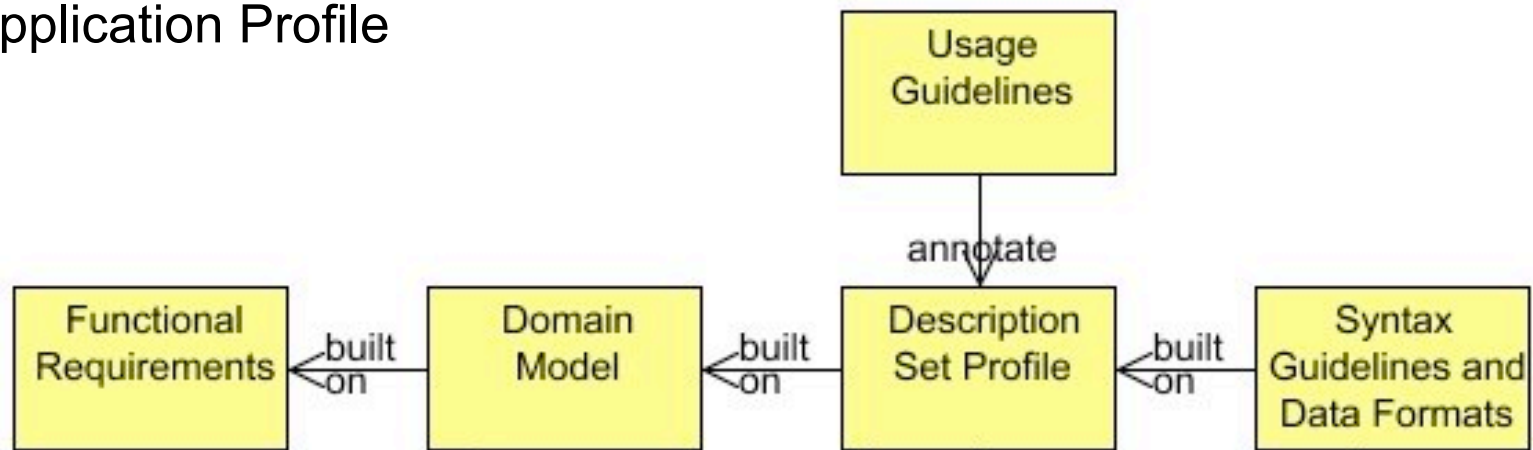 pplication Profile
Usage
Guidelines
annotate
Functional
Requirements
built
on
Domain
Model
built
on
Description
Set Profile
built
on
Syntax
Guidelines and
Data Formats